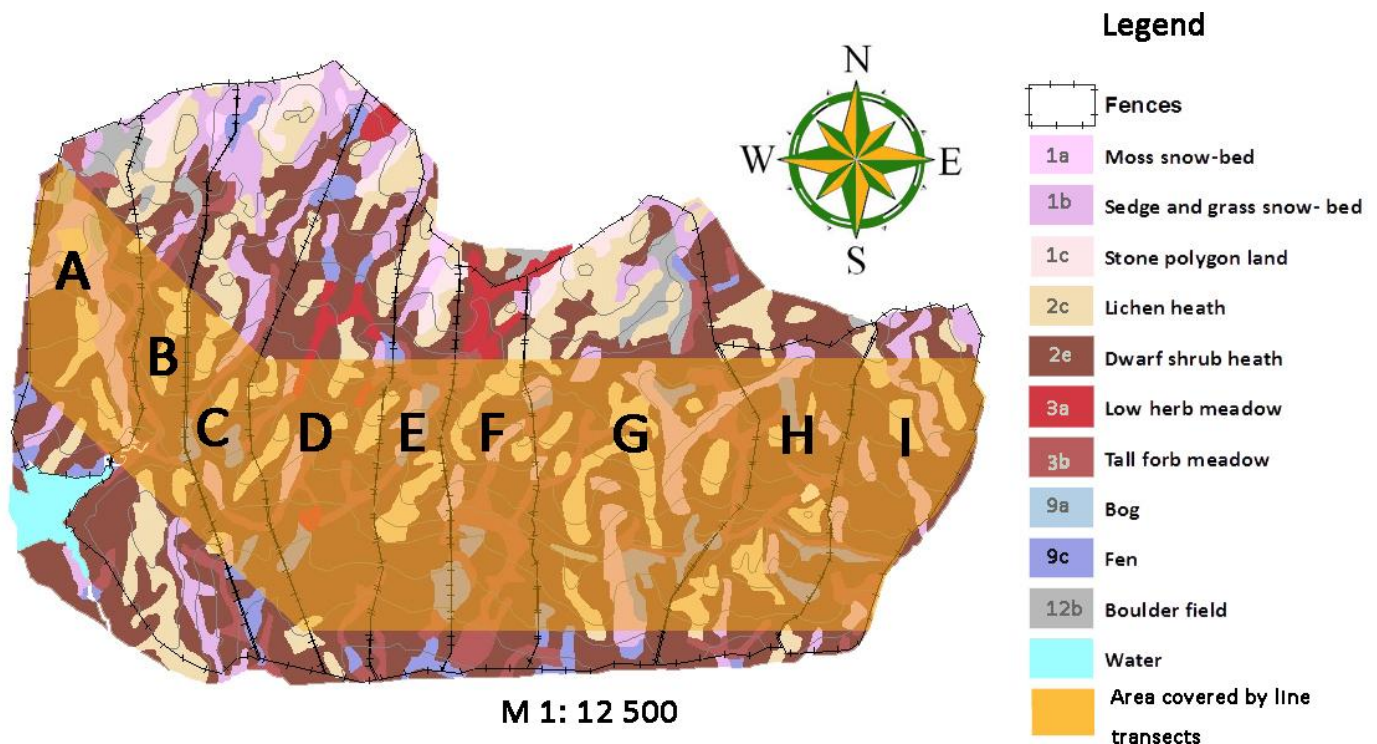 Legend
N
W E
S
Fences
1a Moss snow-bed
1b Sedge and grass snow- bed
1c Stone polygon land
2c Lichen heath
2e Dwarf shrub heath
3a Low herb meadow
3b Tall forb meadow
9a Bog
9c Fen
12b Boulder field
Water
Area covered by line
transects
A
B
C
D
E
F
G
H
I
M 1: 12 500